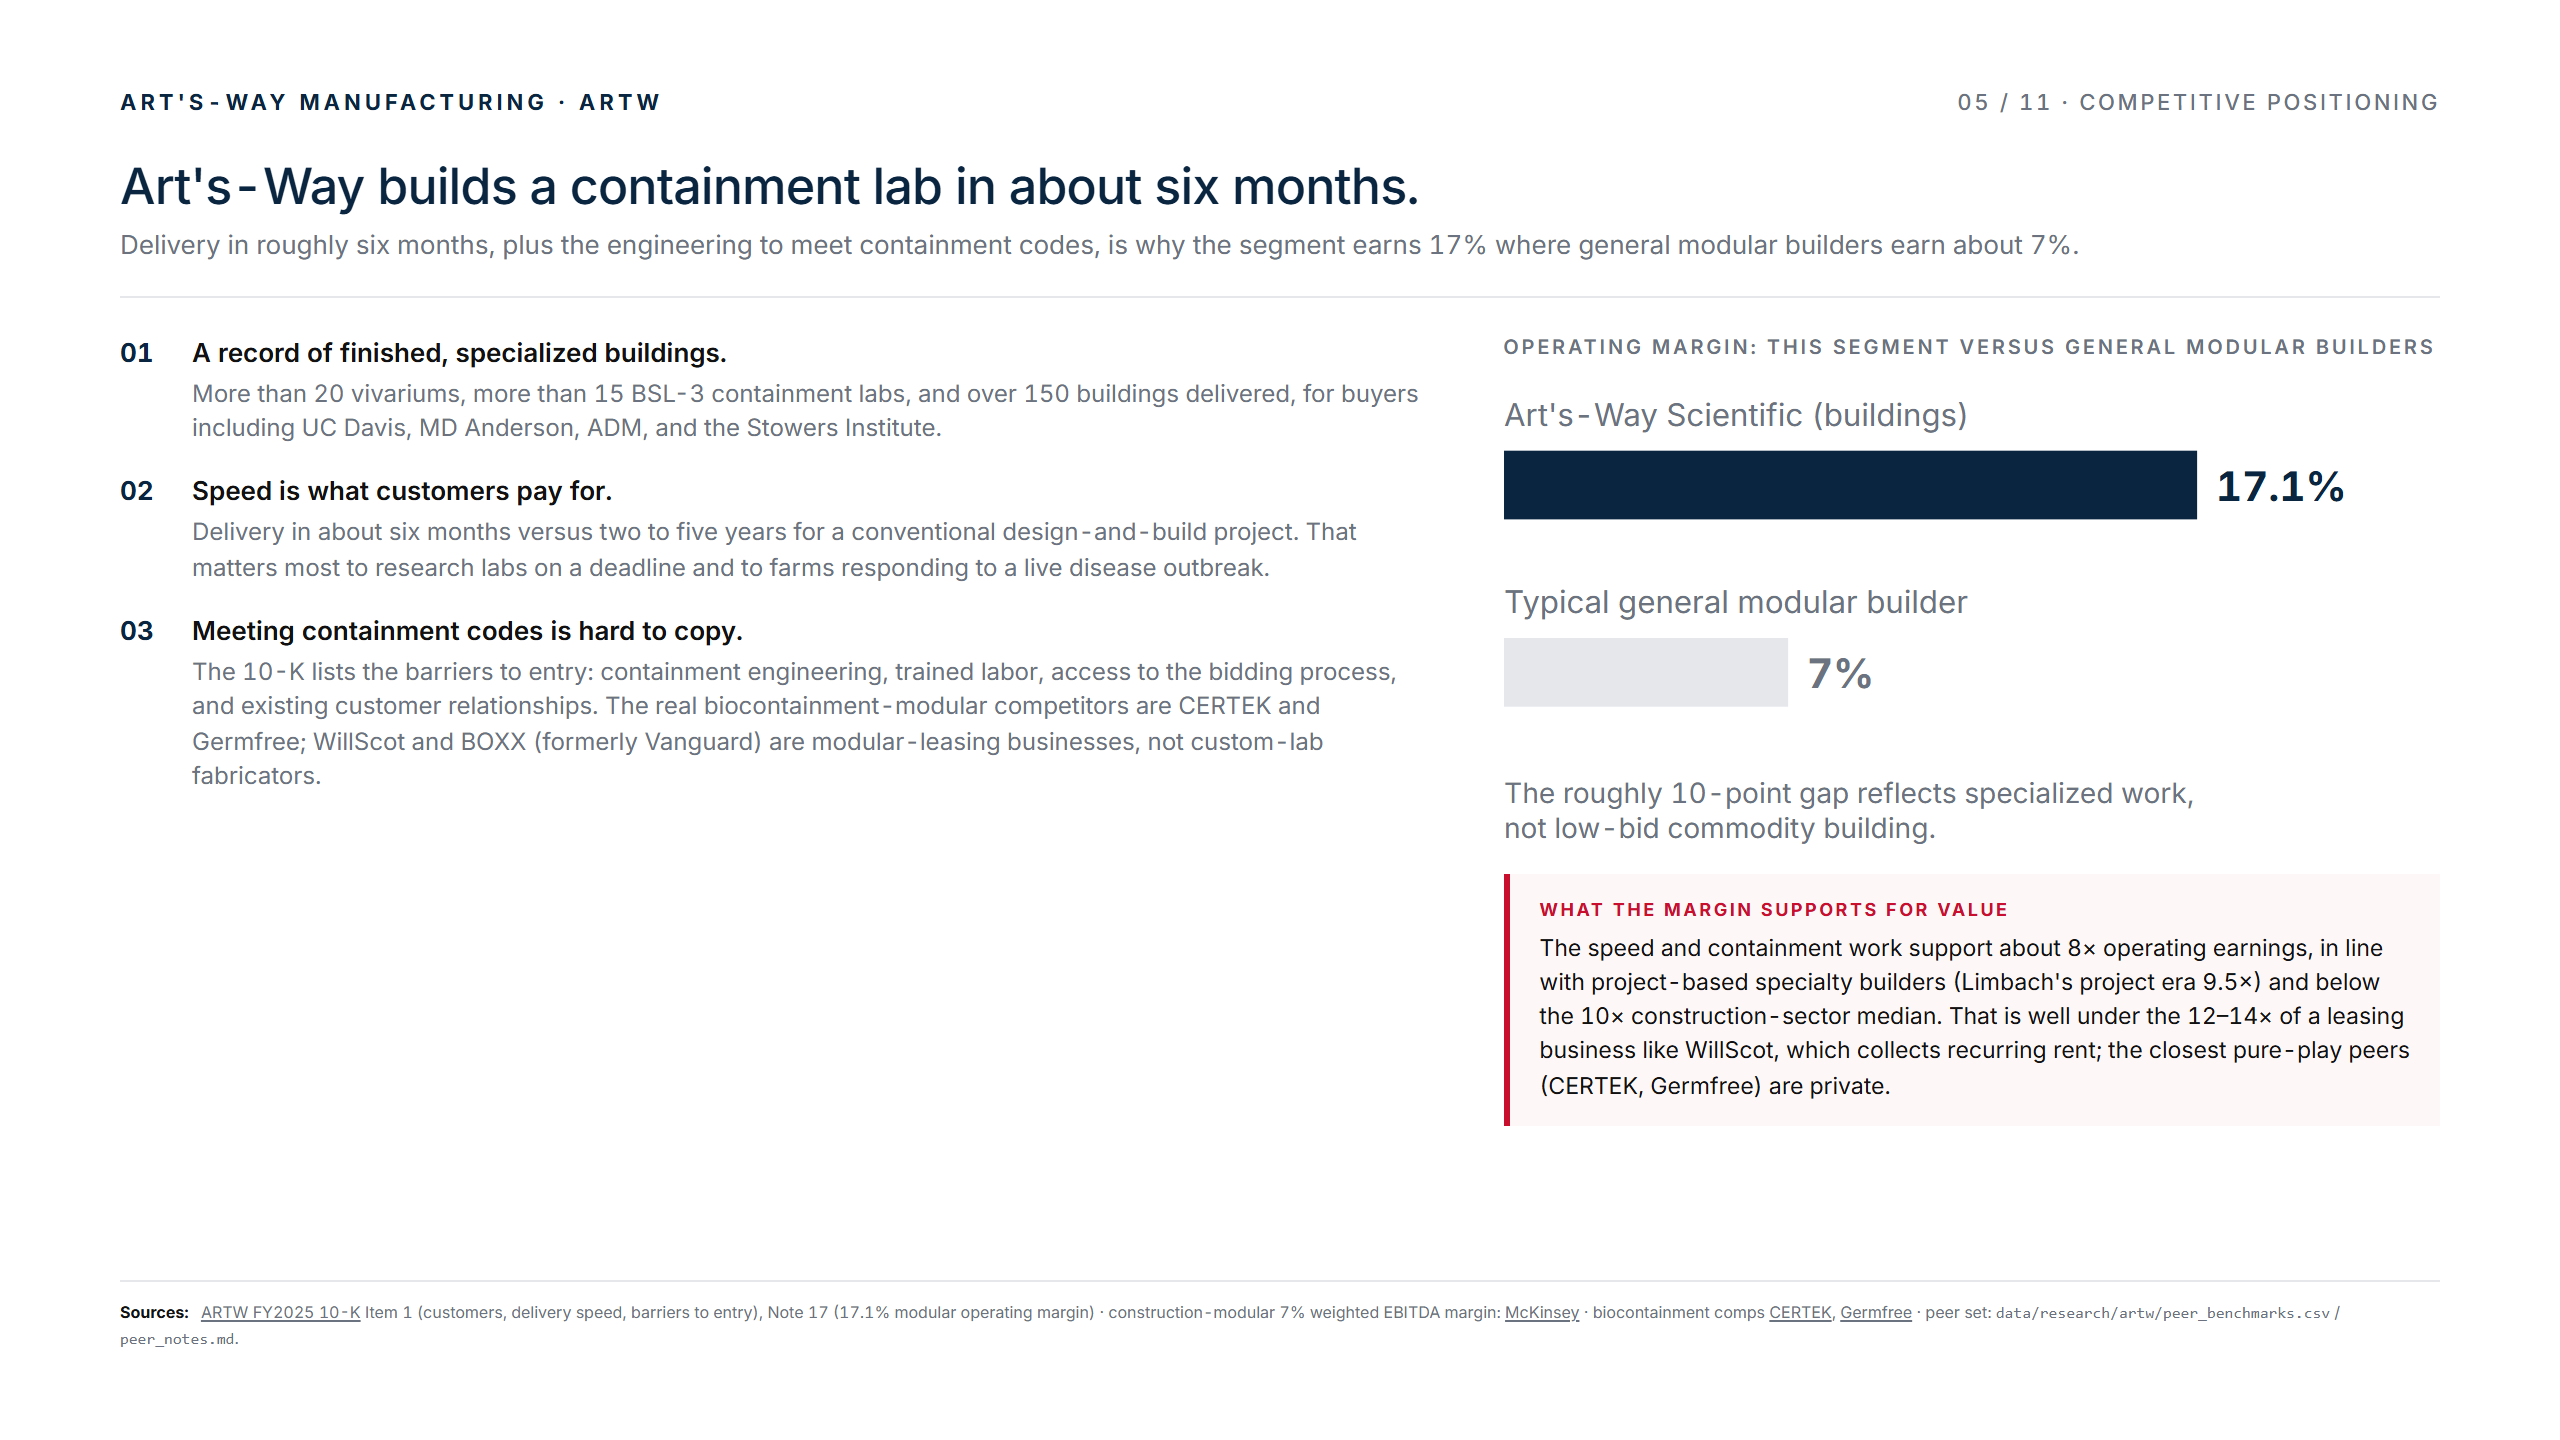 ART'S-WAY MANUFACTURING · ARTW
05 / 11 · COMPETITIVE POSITIONING
Art's-Way builds a containment lab in about six months.
Delivery in roughly six months, plus the engineering to meet containment codes, is why the segment earns 17% where general modular builders earn about 7%.
01 A record of finished, specialized buildings.
More than 20 vivariums, more than 15 BSL-3 containment labs, and over 150 buildings delivered, for buyers
including UC Davis, MD Anderson, ADM, and the Stowers Institute.
02 Speed is what customers pay for.
Delivery in about six months versus two to five years for a conventional design-and-build project. That
matters most to research labs on a deadline and to farms responding to a live disease outbreak.
03 Meeting containment codes is hard to copy.
The 10-K lists the barriers to entry: containment engineering, trained labor, access to the bidding process,
and existing customer relationships. The real biocontainment-modular competitors are CERTEK and
Germfree; WillScot and BOXX (formerly Vanguard) are modular-leasing businesses, not custom-lab
fabricators.
OPERATING MARGIN: THIS SEGMENT VERSUS GENERAL MODULAR BUILDERS
Art's-Way Scientific (buildings)
17.1%
Typical general modular builder
7%
The roughly 10-point gap reflects specialized work,
not low-bid commodity building.
WHAT THE MARGIN SUPPORTS FOR VALUE
The speed and containment work support about 8× operating earnings, in line
with project-based specialty builders (Limbach's project era 9.5×) and below
the 10× construction-sector median. That is well under the 12–14× of a leasing
business like WillScot, which collects recurring rent; the closest pure-play peers
(CERTEK, Germfree) are private.
Sources: ARTW FY2025 10-K Item 1 (customers, delivery speed, barriers to entry), Note 17 (17.1% modular operating margin) · construction-modular 7% weighted EBITDA margin: McKinsey · biocontainment comps CERTEK, Germfree · peer set: data/research/artw/peer_benchmarks.csv /
peer_notes.md.